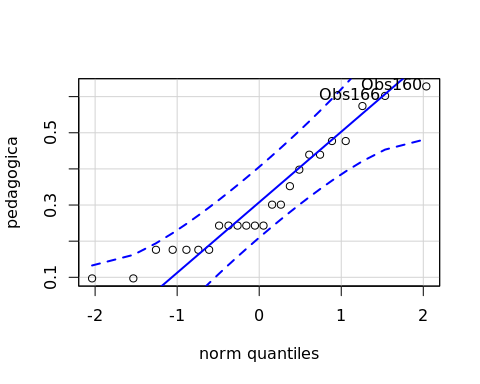 Obs160
Obs166
0.5
0.3
0.1
pedagogica
-2 -1 0 1 2
norm quantiles